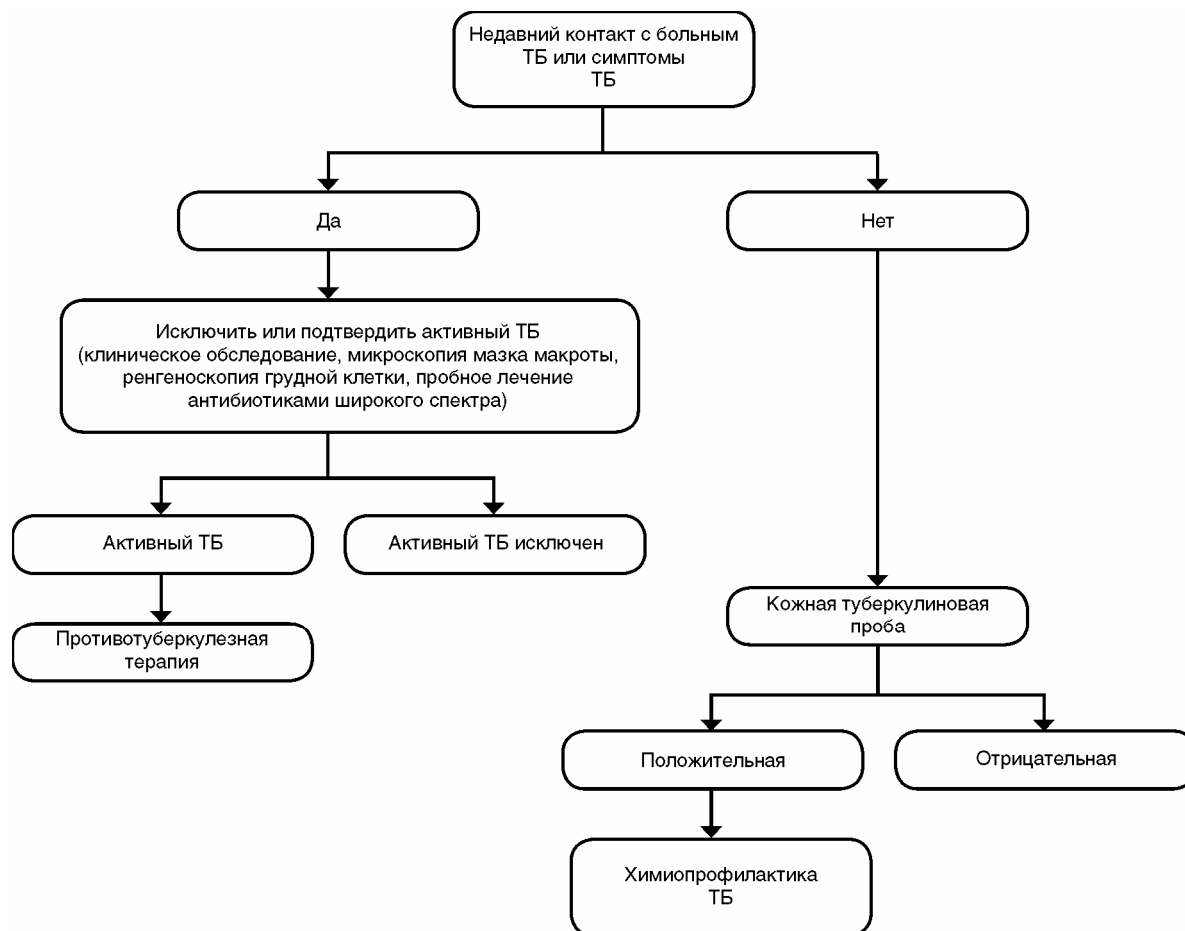 Недавний контакт с больным
ТБ или симптомы
ТБ
Да
Нет
Исключить или подтвердить активный ТБ
(клиническое обследование, микроскопия мазка макроты,
ренгеноскопия грудной клетки, пробное лечение
антибиотиками широкого спектра)
Активный ТБ
Активный ТБ исключен
Противотуберкулезная
терапия
Кожная туберкулиновая
проба
Положительная
Отрицательная
Химиопрофилактика
ТБ